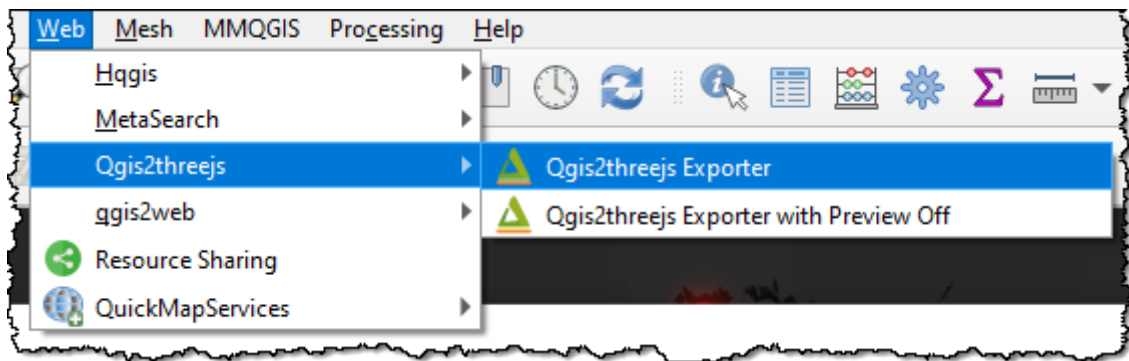 Web Mesh MMQGIS Processing Help
Hqgis
MetaSearch
Qgis2threejs
Qgis2threejs Exporter
qgis2web
Qgis2threejs Exporter with Preview Off
Resource Sharing
QuickMapServices